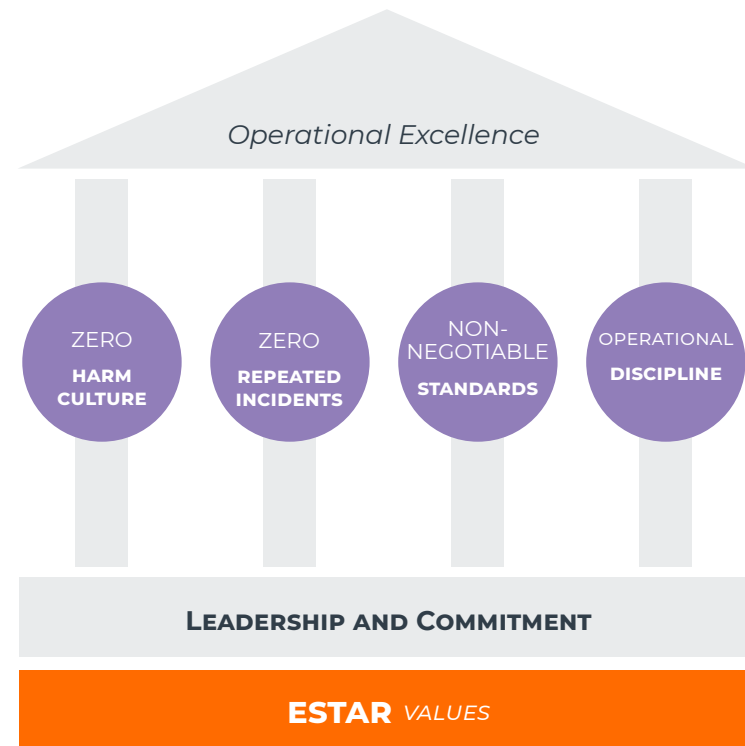 Operational Excellence
ZERO
HARM
CULTURE
ZERO
REPEATED
INCIDENTS
NON-
NEGOTIABLE
STANDARDS
OPERATIONAL
DISCIPLINE
LEADERSHIP AND COMMITMENT
ESTAR VALUES